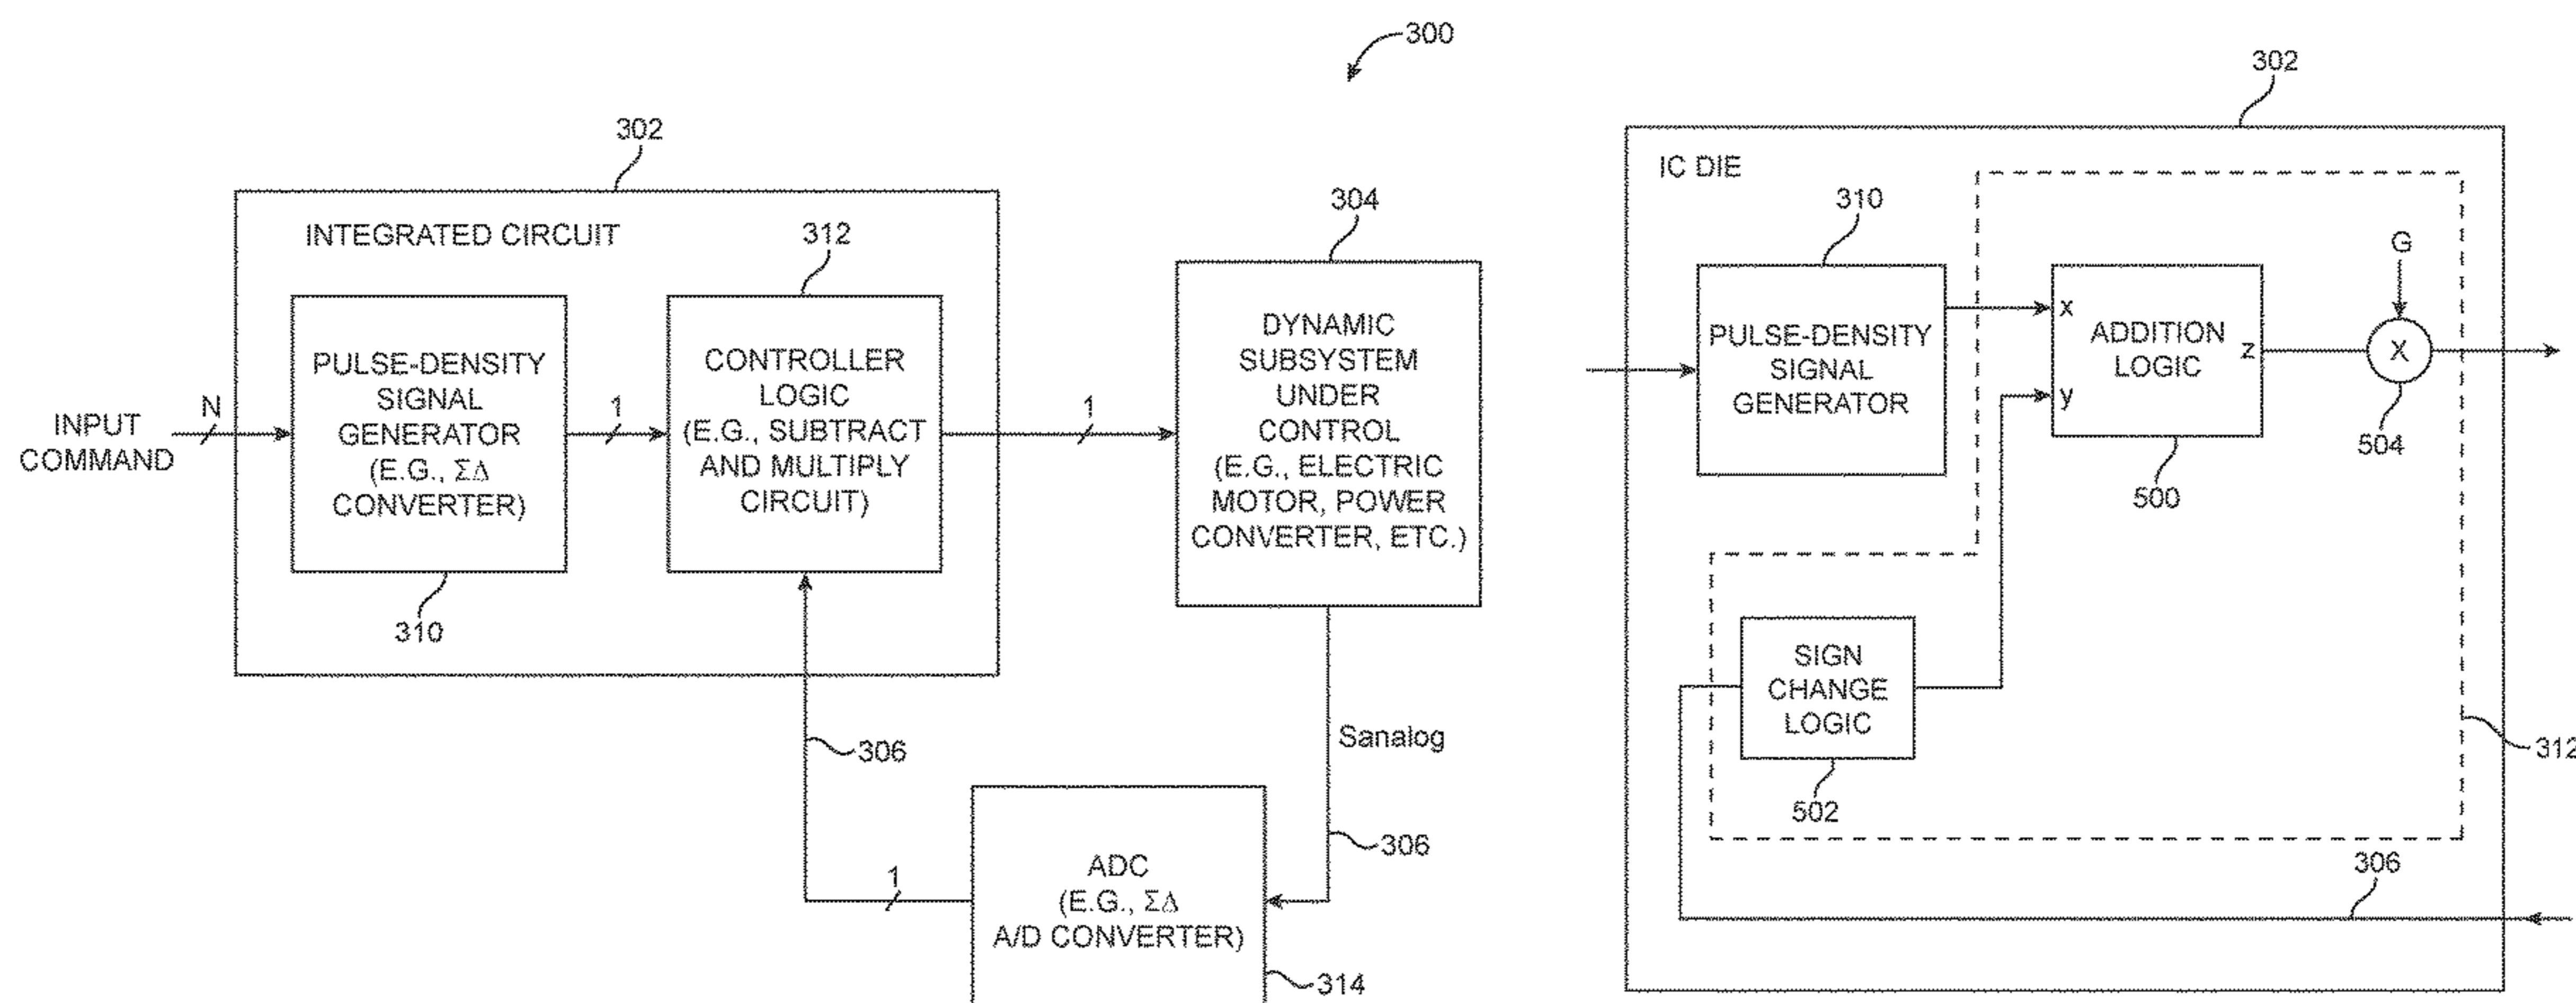 300
302
INTEGRATED CIRCUIT
312
304
INPUT
COMMAND
N
PULSE-DENSITY
SIGNAL
GENERATOR
(E.G., ΣΔ
CONVERTER)
310
1
CONTROLLER
LOGIC
(E.G., SUBTRACT
AND MULTIPLY
CIRCUIT)
1
DYNAMIC
SUBSYSTEM
UNDER
CONTROL
(E.G., ELECTRIC
MOTOR, POWER
CONVERTER, ETC.)
306
Sanalog
306
1
ADC
(E.G., ΣΔ
A/D CONVERTER)
314
302
IC DIE
310
PULSE-DENSITY
SIGNAL
GENERATOR
x
y
ADDITION
LOGIC
z
500
G
X
504
SIGN
CHANGE
LOGIC
502
312
306